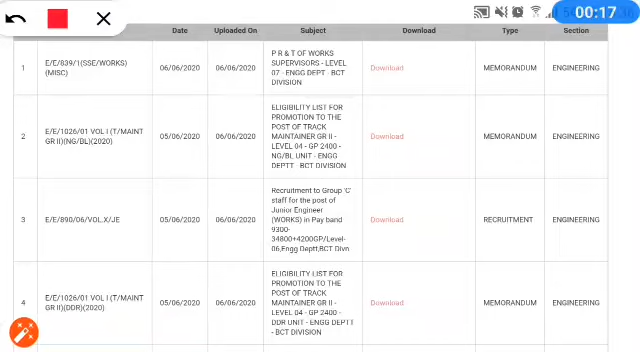 00:17
Date Uploaded On Subject Download Type Section
1 E/E/839/1(SSE/WORKS) (MISC) 06/06/2020 06/06/2020 P R & T OF WORKS
SUPERVISORS - LEVEL
07 - ENGG DEPT - BCT
DIVISION
Download MEMORANDUM ENGINEERING
2 E/E/1026/01 VOL I (T/MAINT
GR II)(NG/BL)(2020)
05/06/2020 06/06/2020 ELIGIBILITY LIST FOR
PROMOTION TO THE
POST OF TRACK
MAINTAINER GR II -
LEVEL 04 - GP 2400 -
NG/BL UNIT - ENGG
DEPTT - BCT DIVISION
Download MEMORANDUM ENGINEERING
3 E/E/890/06/VOL.X/JE 05/06/2020 06/06/2020 Recruitment to Group 'C'
staff for the post of
Junior Engineer
(WORKS) in Pay band
9300-
34800+4200GP/Level-
06,Engg Deptt,BCT Divn
Download RECRUITMENT ENGINEERING
4 E/E/1026/01 VOL I (T/MAINT
GR II)(DDR)(2020)
05/06/2020 06/06/2020 ELIGIBILITY LIST FOR
PROMOTION TO THE
POST OF TRACK
MAINTAINER GR II -
LEVEL 04 - GP 2400 -
DDR UNIT - ENGG DEPTT
- BCT DIVISION
Download MEMORANDUM ENGINEERING